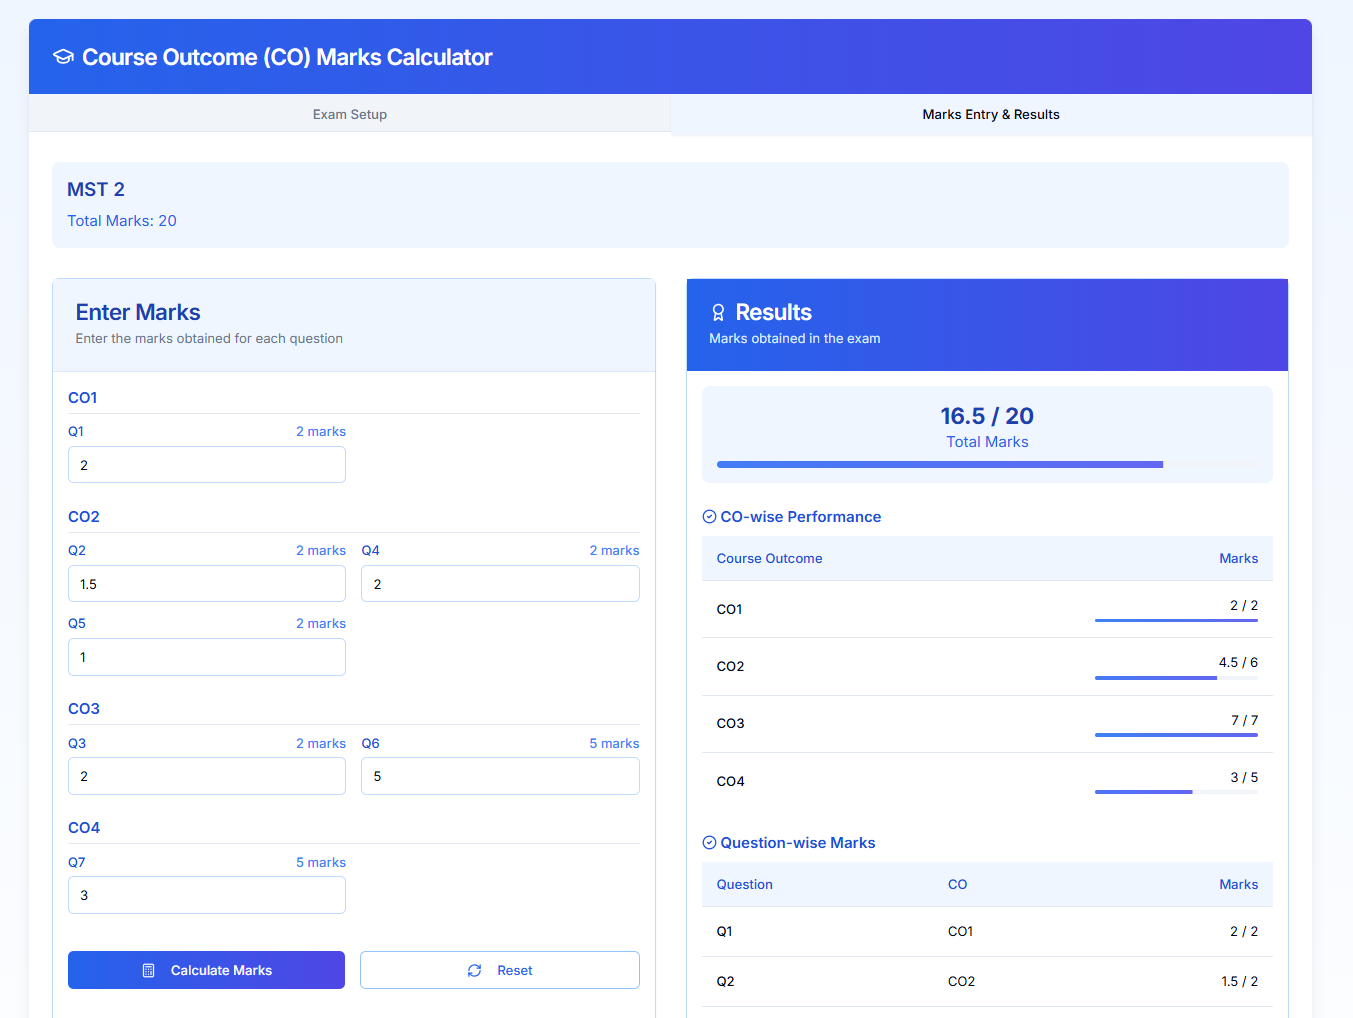 Course Outcome (CO) Marks Calculator
Exam Setup
Marks Entry & Results
MST 2
Total Marks: 20
Enter Marks
Enter the marks obtained for each question
CO1
Q1 2 marks
2
CO2
Q2 2 marks Q4 2 marks
1.5 2
Q5 2 marks
1
CO3
Q3 2 marks Q6 5 marks
2 5
CO4
Q7 5 marks
3
Calculate Marks Reset
Results
Marks obtained in the exam
16.5 / 20
Total Marks
CO-wise Performance
Course Outcome Marks
CO1 2 / 2
CO2 4.5 / 6
CO3 7 / 7
CO4 3 / 5
Question-wise Marks
Question CO Marks
Q1 CO1 2 / 2
Q2 CO2 1.5 / 2